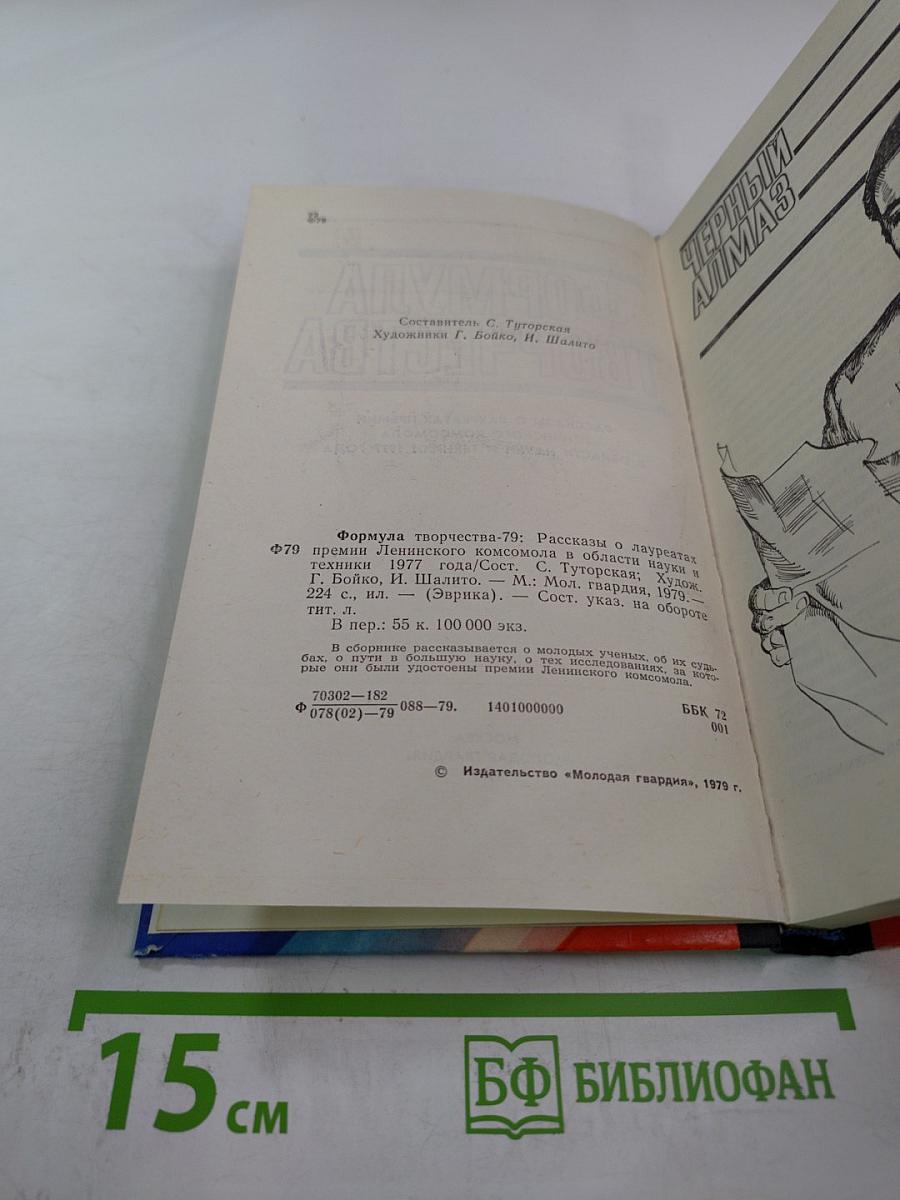 Составитель С. Туторская
Художники Г. Бойко, И. Шалито
Формула творчества-79: Рассказы о лауреатах
Ф79 премии Ленинского комсомола в области науки и
техники 1977 года/Сост. С. Туторская; Худож.
Г. Бойко, И. Шалито. — М.: Мол. гвардия, 1979.—
224 с., ил. — (Эврика). — Сост. указ. на обороте
тит. л.
В пер.: 55 к. 100 000 экз.
В сборнике рассказывается о молодых ученых, об их судь-
бах, о пути в большую науку, о тех исследованиях, за кото-
рые они были удостоены премии Ленинского комсомола.
70302—182
Ф 088—79. 1401000000 ББК 72
078(02)—79 001
© Издательство «Молодая гвардия», 1979 г.
ЧЕРНЫЙ
АЛМАЗ
15 см
БФ БИБЛИОФАН